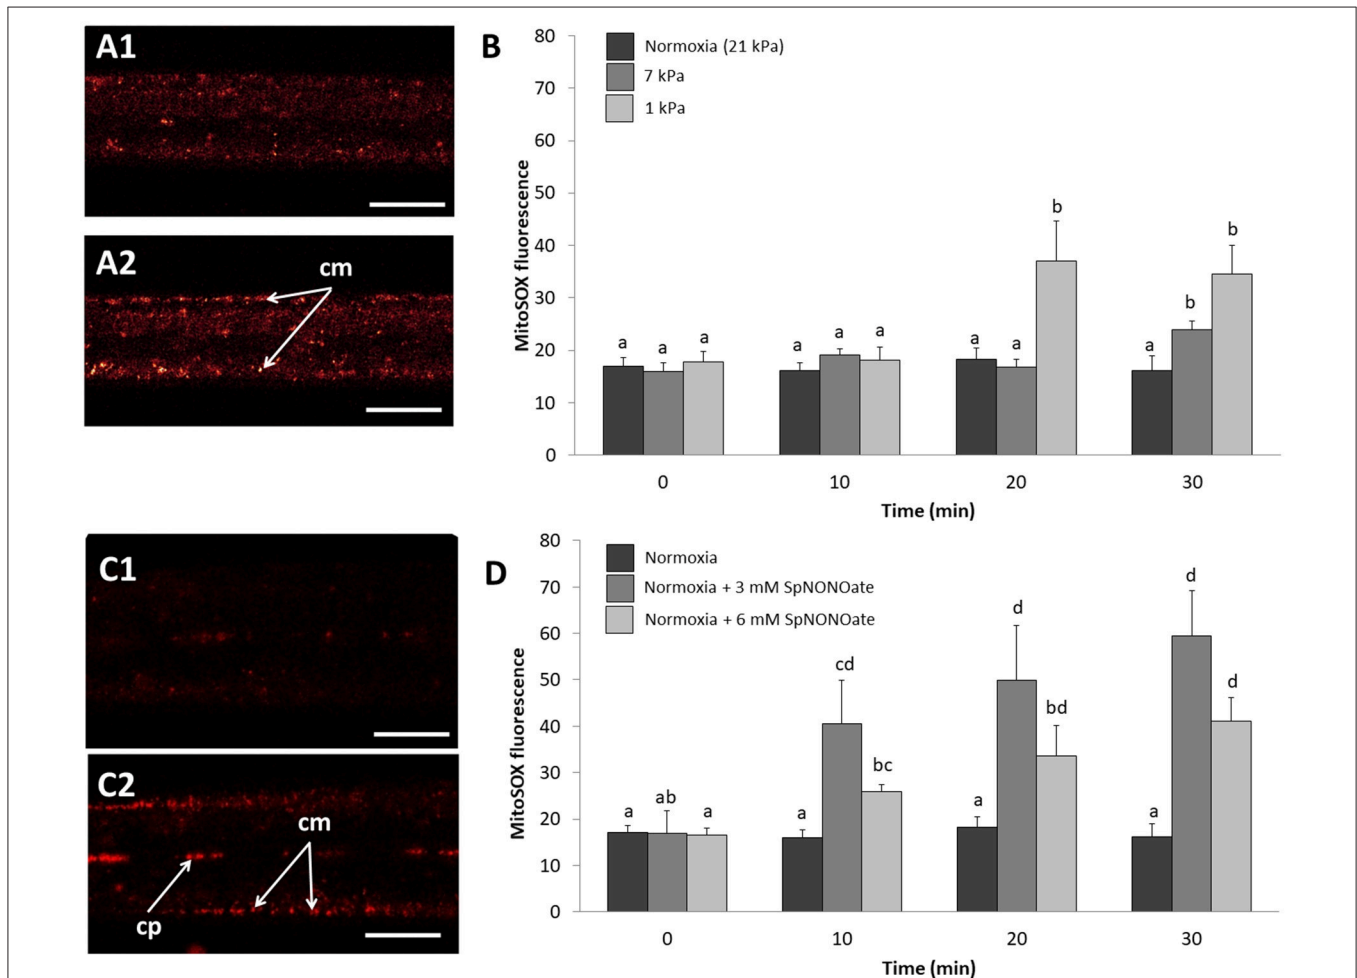 A1
A2
cm
B
MitoSOX fluorescence
80
70
60
50
40
30
20
10
0
Normoxia (21 kPa)
7 kPa
1 kPa
a
a
a
a
a
a
a
a
b
a
b
b
0
10
20
30
Time (min)
C1
C2
cm
cp
D
MitoSOX fluorescence
80
70
60
50
40
30
20
10
0
Normoxia
Normoxia + 3 mM SpNONOate
Normoxia + 6 mM SpNONOate
a
ab
a
a
cd
bc
a
d
bd
a
d
d
0
10
20
30
Time (min)